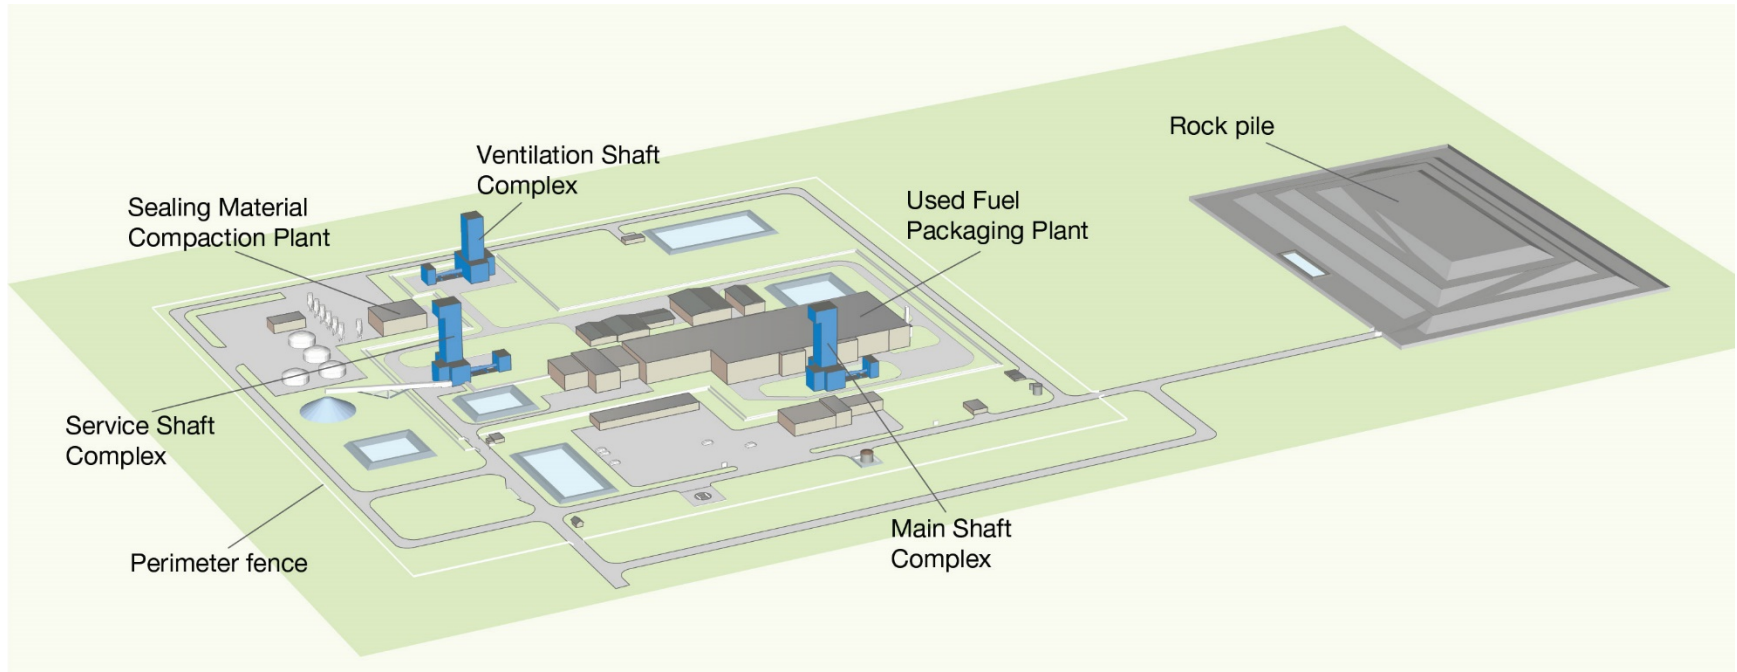 Rock pile
Ventilation Shaft
Complex
Sealing Material
Compaction Plant
Used Fuel
Packaging Plant
Service Shaft
Complex
Main Shaft
Complex
Perimeter fence